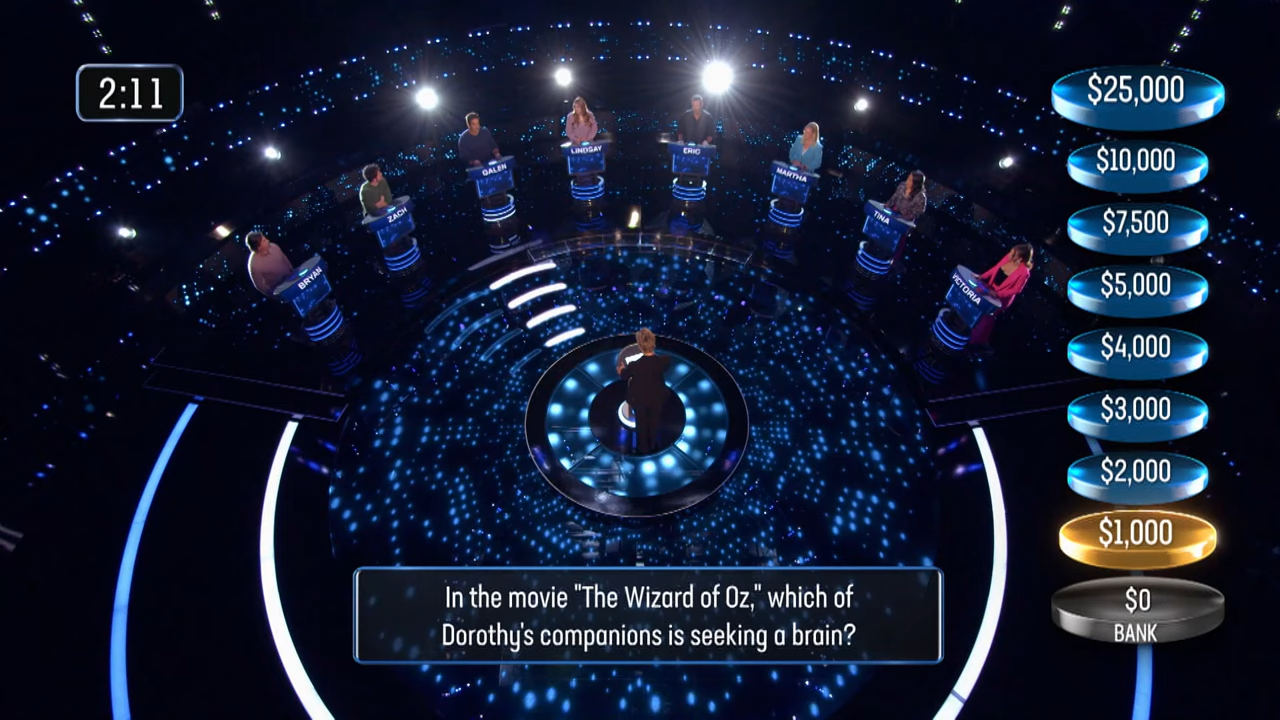 2:11
$25,000
$10,000
$7,500
$5,000
$4,000
$3,000
$2,000
$1,000
$0
BANK
LINDSAY
ERIC
GALEN
MARTHA
ZACH
TINA
BRYAN
VICTORIA
In the movie "The Wizard of Oz," which of
Dorothy's companions is seeking a brain?